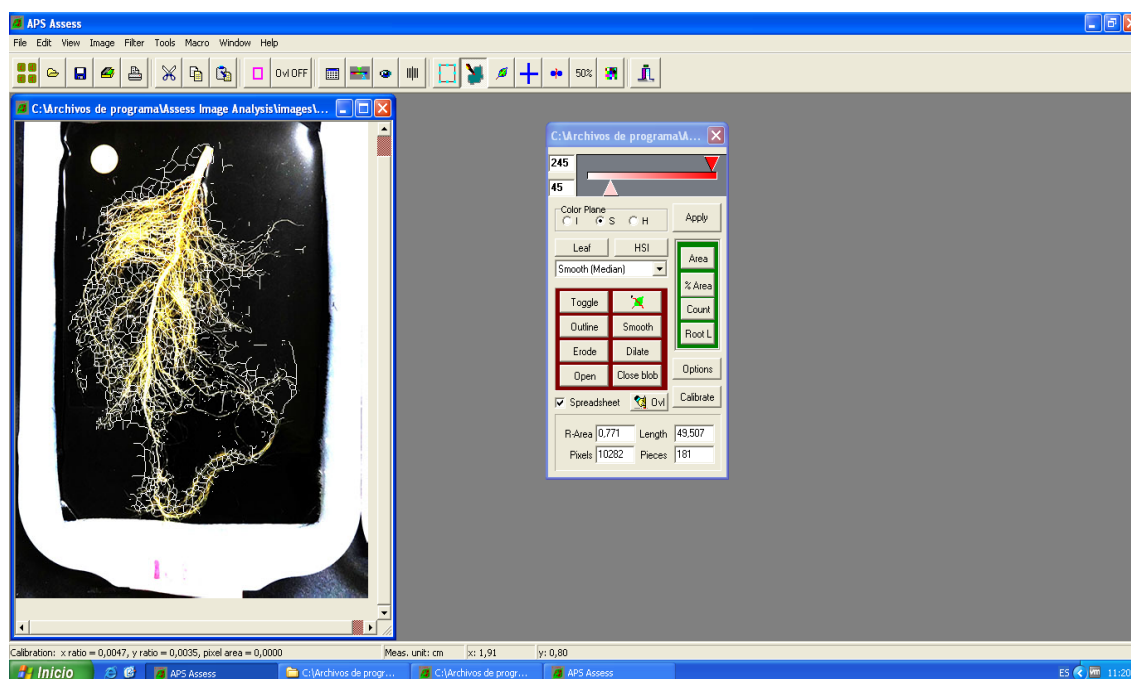 APS Assess
File Edit View Image Filter Tools Macro Window Help
Ovl OFF 50%
C:\Archivos de programa\Assess Image Analysis\images\...
C:\Archivos de programa\A...
245
45
Color Plane
I S H
Apply
Leaf HSI
Smooth (Median)
Area
% Area
Count
Root L
Toggle
Outline Smooth
Erode Dilate
Open Close blob
Options
Spreadsheet Ovl
Calibrate
R-Area 0,771 Length 49,507
Pixels 10282 Pieces 181
Calibration: x ratio = 0,0047, y ratio = 0,0035, pixel area = 0,0000 Meas. unit: cm x: 1,91 y: 0,80
Inicio APS Assess C:\Archivos de progr... C:\Archivos de progr... APS Assess ES 11:20